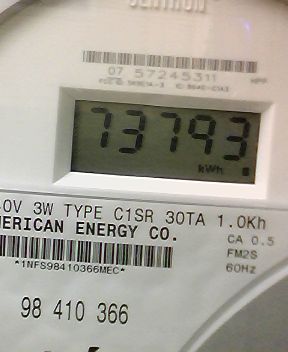 07 57245311
73793
kWh
0V 3W TYPE C1SR 30TA 1.0Kh
MERICAN ENERGY CO.
CA 0.5
FM2S
60Hz
*1NFS98410366MEC*
98 410 366